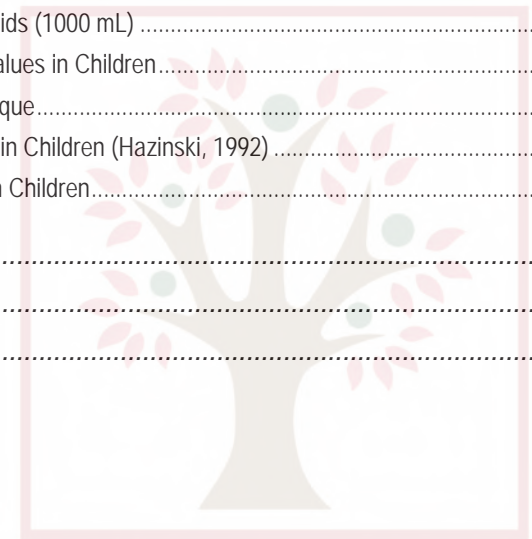 ids (1000 mL) ........................................................................
alues in Children........................................................................
que........................................................................
in Children (Hazinski, 1992) ........................................................................
n Children........................................................................
........................................................................
........................................................................
........................................................................